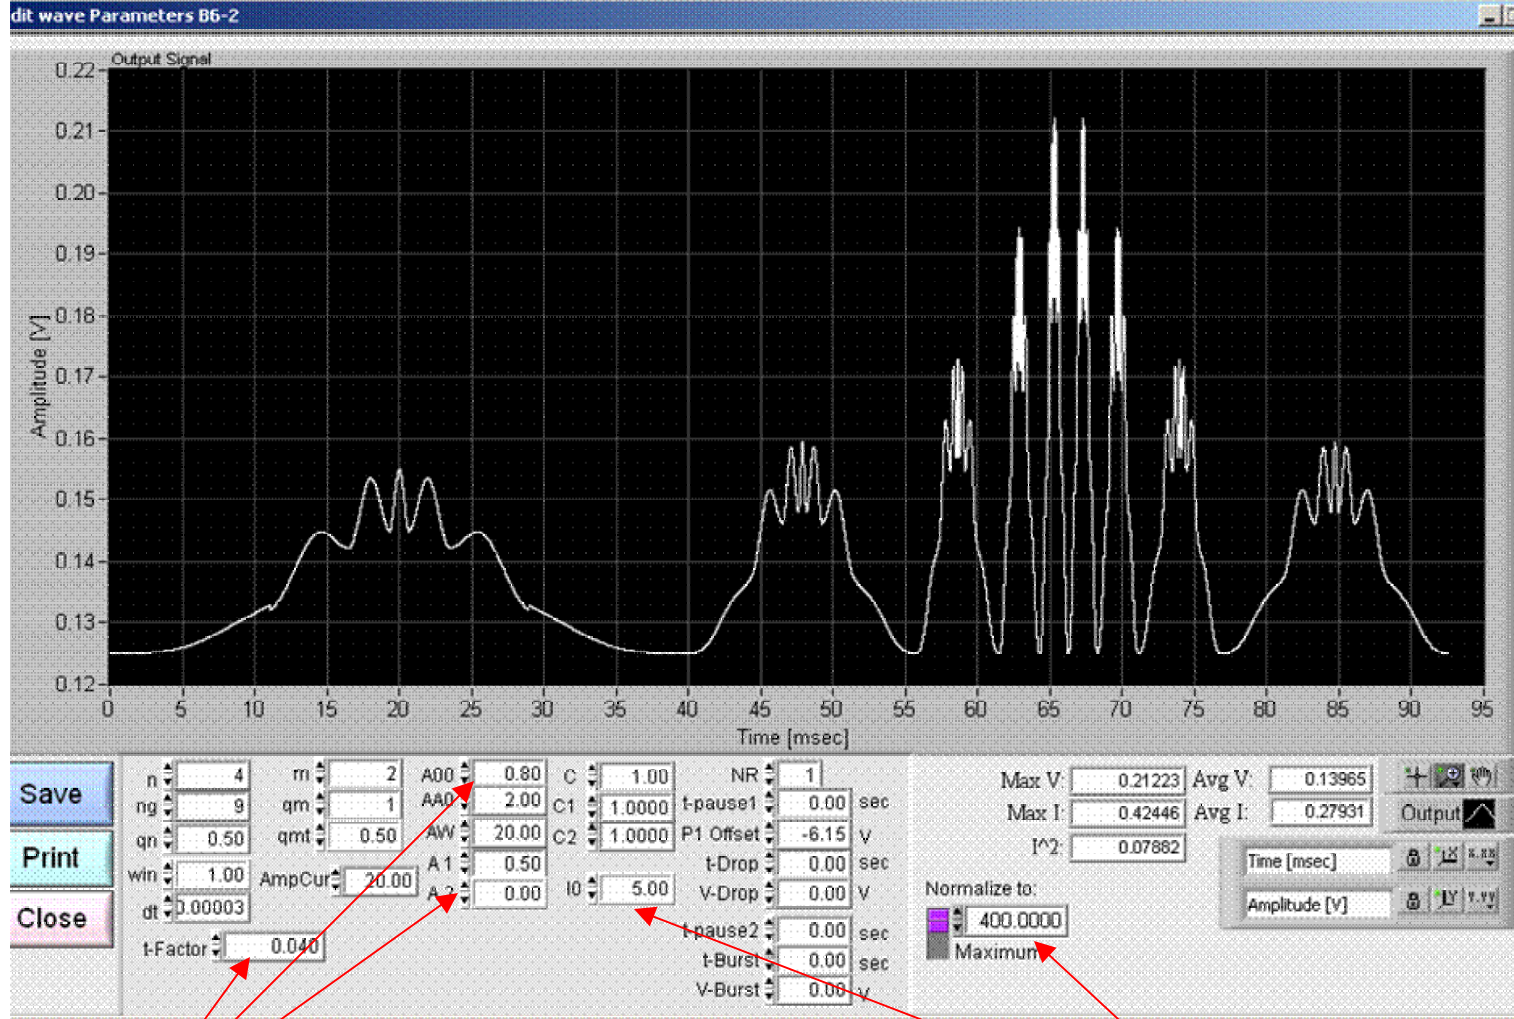 dit wave Parameters B6-2
Output Signal
0.22
0.21
0.20
0.19
0.18
0.17
0.16
0.15
0.14
0.13
0.12
Amplitude [V]
0 5 10 15 20 25 30 35 40 45 50 55 60 65 70 75 80 85 90 95
Time [msec]
Save
Print
Close
n 4
ng 9
qn 0.50
win 1.00
dt 0.00003
t-Factor 0.040
m 2
qm 1
qmt 0.50
AmpCur 20.00
A00 0.80
AA0 2.00
AW 20.00
A1 0.50
A2 0.00
C 1.00
C1 1.0000
C2 1.0000
I0 5.00
NR 1
t-pause1 0.00 sec
P1 Offset -6.15 V
t-Drop 0.00 sec
V-Drop 0.00 V
t-pause2 0.00 sec
t-Burst 0.00 sec
V-Burst 0.00 V
Max V: 0.21223 Avg V: 0.13965
Max I: 0.42446 Avg I: 0.27931
I^2: 0.07882
Normalize to:
400.0000
Maximum
Output
Time [msec] X X.XX
Amplitude [V] Y Y.YY